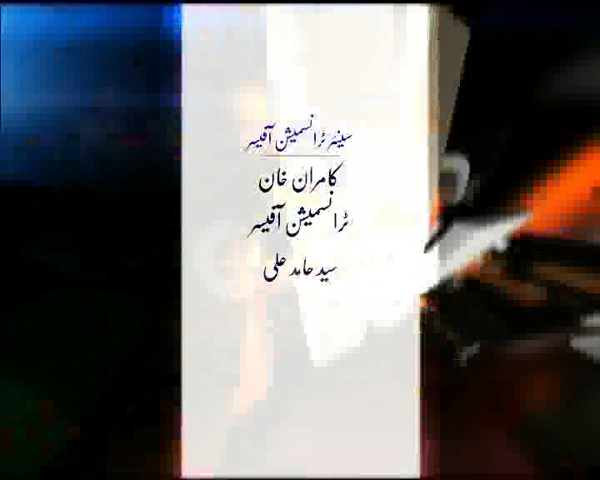 سینئر ٹرانسمیشن آفیسر
کامران خان
ٹرانسمیشن آفیسر
سید حامد علی